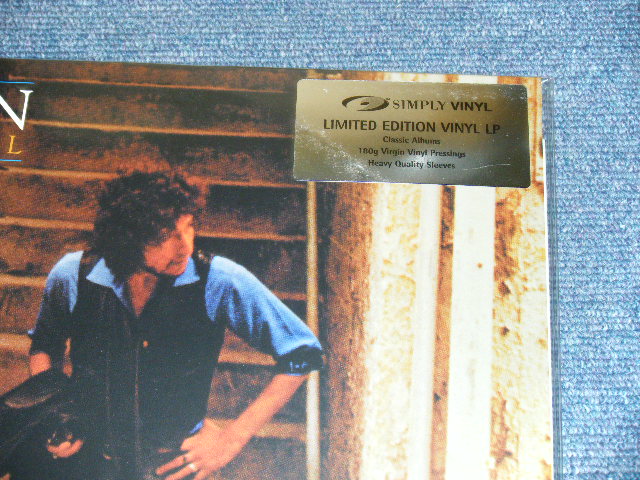 N
L
SIMPLY VINYL
LIMITED EDITION VINYL LP
Classic Albums
180g Virgin Vinyl Pressings
Heavy Quality Sleeves